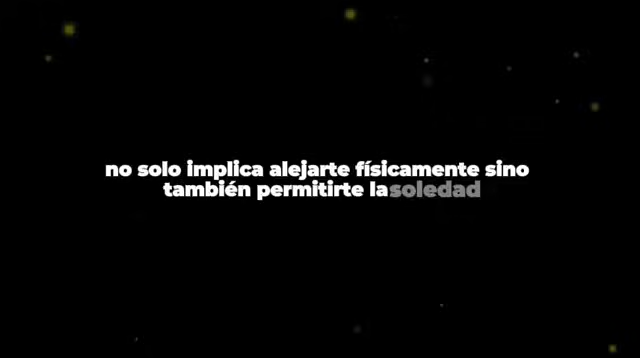 no solo implica alejarte físicamente sino
también permitirte la soledad